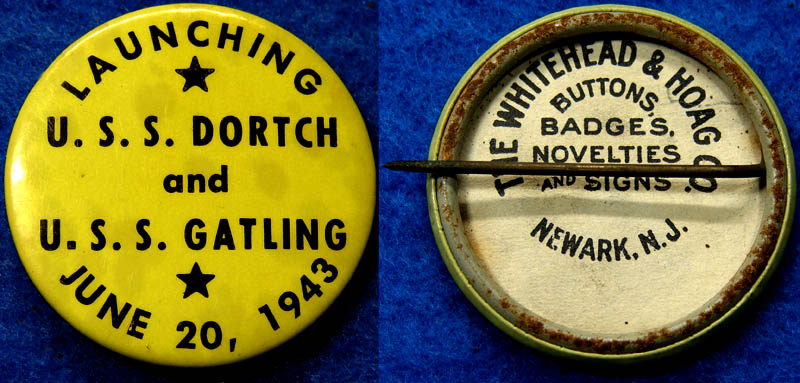 LAUNCHING
U. S. S. DORTCH
and
U. S. S. GATLING
JUNE 20, 1943
THE WHITEHEAD & HOAG CO.
BUTTONS,
BADGES,
NOVELTIES
AND SIGNS
NEWARK, N. J.